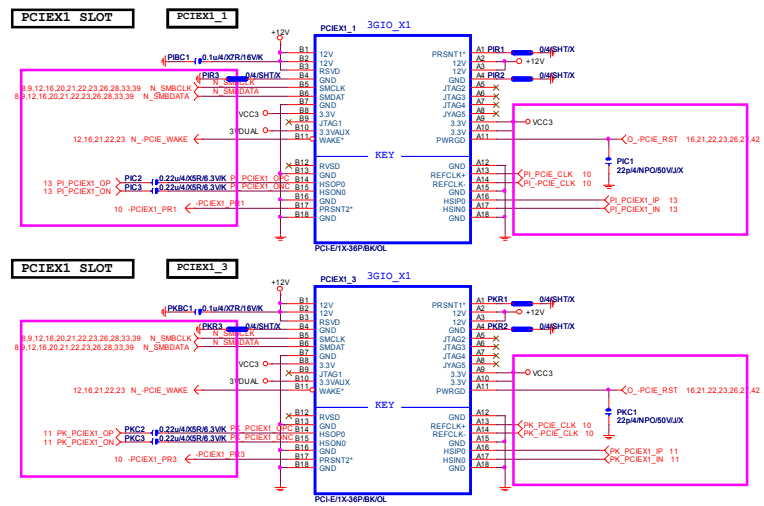 PCIEX1 SLOT
PCIEX1_1
+12V
PCIEX1_1
3GIO_X1
PIBC1 0.1u/4/X7R/16V/K
B1 12V
B2 12V
B3 RSVD
B4 GND
B5 SMCLK
B6 SMDAT
B7 GND
B8 3.3V
B9 JTAG1
B10 3.3VAUX
B11 WAKE*
KEY
B12 RVSD
B13 GND
B14 HSOP0
B15 HSON0
B16 GND
B17 PRSNT2*
B18 GND
PRSNT1* A1 PIR1 0/4/SHT/X
12V A2 +12V
12V A3
GND A4 PIR2 0/4/SHT/X
JTAG2 A5
JTAG3 A6
JTAG4 A7
JYAG5 A8
3.3V A9 VCC3
3.3V A10
PWRGD A11
GND A12
REFCLK+ A13
REFCLK- A14
GND A15
HSIP0 A16
HSIN0 A17
GND A18
PIR3 0/4/SHT/X
8,9,12,16,20,21,22,23,26,28,33,39 N_SMBCLK N_SMBCLK
8,9,12,16,20,21,22,23,26,28,33,39 N_SMBDATA N_SMBDATA
VCC3
3VDUAL
12,16,21,22,23 N_-PCIE_WAKE
13 PI_PCIEX1_OP PIC2 0.22u/4/X5R/6.3V/K PI_PCIEX1_OPC
13 PI_PCIEX1_ON PIC3 0.22u/4/X5R/6.3V/K PI_PCIEX1_ONC
10 -PCIEX1_PR1 -PCIEX1_PR1
O_-PCIE_RST
PIC1
22p/4/NPO/50V/J/X
PI_PCIE_CLK 10
PI_-PCIE_CLK 10
PI_PCIEX1_IP 13
PI_PCIEX1_IN 13
PCI-E/1X-36P/BK/OL
PCIEX1 SLOT
PCIEX1_3
+12V
PCIEX1_3
3GIO_X1
PKBC1 0.1u/4/X7R/16V/K
B1 12V
B2 12V
B3 RSVD
B4 GND
B5 SMCLK
B6 SMDAT
B7 GND
B8 3.3V
B9 JTAG1
B10 3.3VAUX
B11 WAKE*
KEY
B12 RVSD
B13 GND
B14 HSOP0
B15 HSON0
B16 GND
B17 PRSNT2*
B18 GND
PRSNT1* A1 PKR1 0/4/SHT/X
12V A2 +12V
12V A3
GND A4 PKR2 0/4/SHT/X
JTAG2 A5
JTAG3 A6
JTAG4 A7
JYAG5 A8
3.3V A9 VCC3
3.3V A10
PWRGD A11
GND A12
REFCLK+ A13
REFCLK- A14
GND A15
HSIP0 A16
HSIN0 A17
GND A18
PKR3 0/4/SHT/X
8,9,12,16,20,21,22,23,26,28,33,39 N_SMBCLK N_SMBCLK
8,9,12,16,20,21,22,23,26,28,33,39 N_SMBDATA
VCC3
3VDUAL
12,16,21,22,23 N_-PCIE_WAKE
11 PK_PCIEX1_OP PKC2 0.22u/4/X5R/6.3V/K PK_PCIEX1_OPC
11 PK_PCIEX1_ON PKC3 0.22u/4/X5R/6.3V/K PK_PCIEX1_ONC
10 -PCIEX1_PR3 -PCIEX1_PR3
O_-PCIE_RST
PKC1
22p/4/NPO/50V/J/X
PK_PCIE_CLK 10
PK_-PCIE_CLK 10
PK_PCIEX1_IP 11
PK_PCIEX1_IN 11
PCI-E/1X-36P/BK/OL